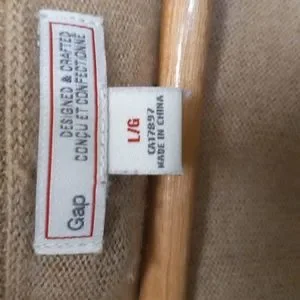 DESIGNED & CRAFTED
CONÇU ET CONFECTIONNÉ
Gap
L/G
CA17897
MADE IN CHINA